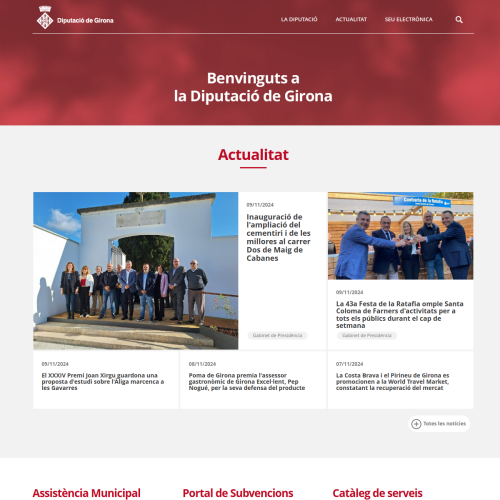 Diputació de Girona
LA DIPUTACIÓ
ACTUALITAT
SEU ELECTRÒNICA
Benvinguts a
la Diputació de Girona
Actualitat
09/11/2024
Inauguració de
l'ampliació del
cementiri i de les
millores al carrer
Dos de Maig de
Cabanes
Gabinet de Presidència
09/11/2024
La 43a Festa de la Ratafia omple Santa
Coloma de Farners d'activitats per a
tots els públics durant el cap de
setmana
Gabinet de Presidència
09/11/2024
El XXXIV Premi Joan Xirgu guardona una
proposta d'estudi sobre l'Àliga marcenca a
les Gavarres
08/11/2024
Poma de Girona premia l'assessor
gastronòmic de Girona Excel·lent, Pep
Nogué, per la seva defensa del producte
07/11/2024
La Costa Brava i el Pirineu de Girona es
promocionen a la World Travel Market,
constatant la recuperació del mercat
Totes les notícies
Assistència Municipal
Portal de Subvencions
Catàleg de serveis